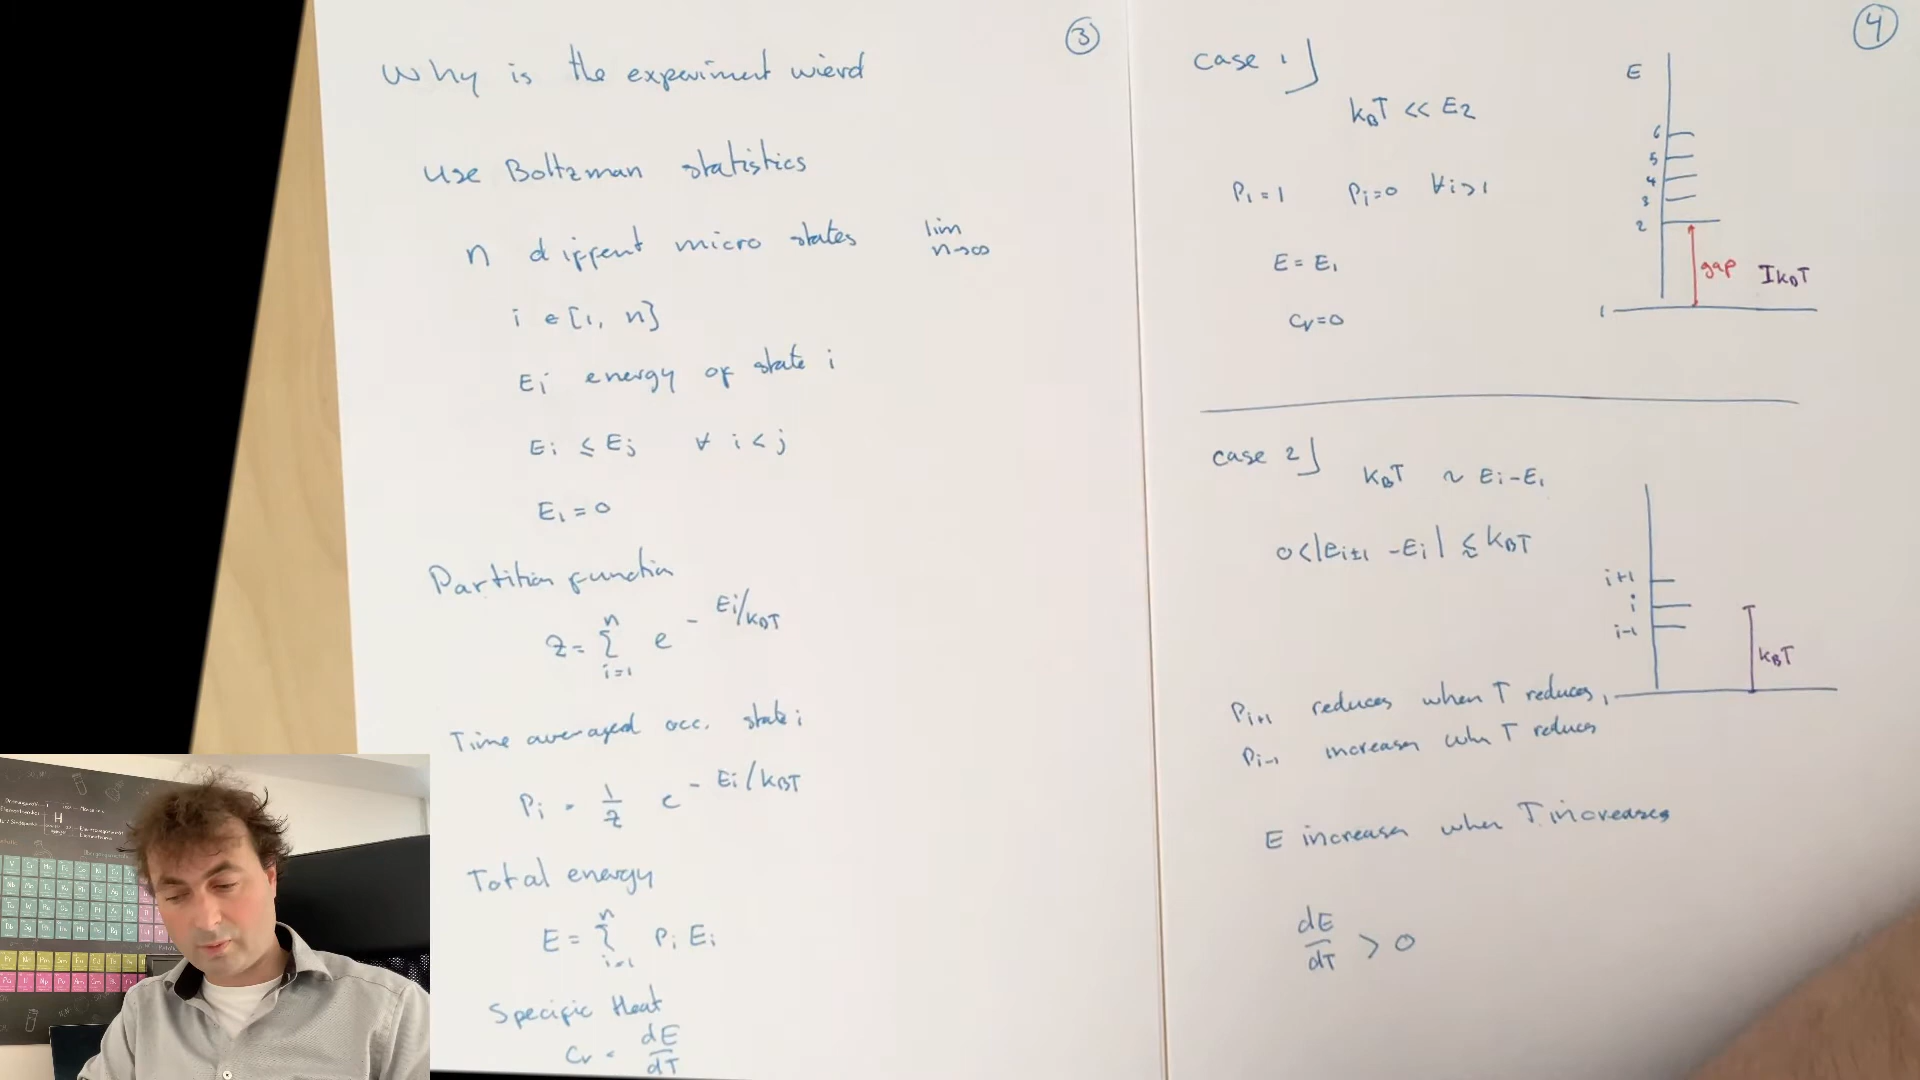 ③
Why is the experiment wierd
Use Boltzman statistics
n diffent micro states lim n→∞
i ∈ [1, n]
Ei energy of state i
Ei ≤ Ej ∀ i < j
E1 = 0
Partition function
Z = Σ i=1 n e - Ei/kBT
Time averaged occ. state i
Pi = 1/Z e - Ei/kBT
Total energy
E = Σ i=1 n Pi Ei
Specific Heat
Cv = dE/dT
④
case 1
kBT << E2
P1 = 1 Pi = 0 ∀ i > 1
E = E1
Cv = 0
E
6
5
4
3
2
gap
kBT
1
case 2
kBT ~ Ei - E1
0 < |Ei±1 - Ei| ≲ kBT
i+1
i
i-1
kBT
1
Pi+1 reduces when T reduces
Pi-1 increases when T reduces
E increases when T increases
dE/dT > 0
H